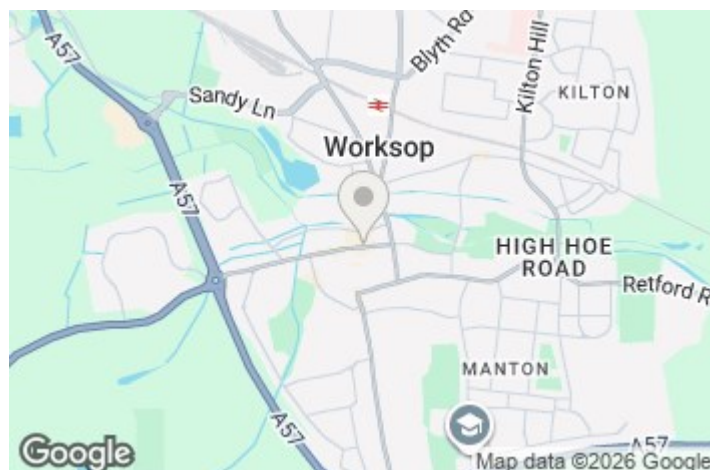 A57
Blyth Rd
Kilton Hill
Sandy Ln
KILTON
Worksop
A57
HIGH HOE
ROAD
Retford R
MANTON
A57
A57
Google
Map data ©2026 Google